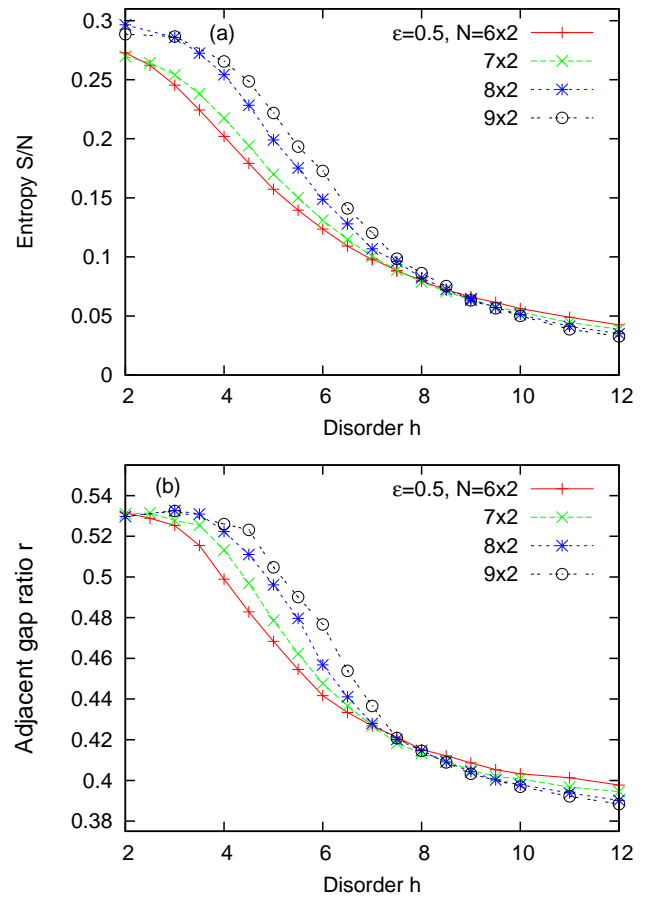 (a)
ε=0.5, N=6x2
7x2
8x2
9x2
Entropy S/N
0.3
0.25
0.2
0.15
0.1
0.05
0
2 4 6 8 10 12
Disorder h
(b)
ε=0.5, N=6x2
7x2
8x2
9x2
Adjacent gap ratio r
0.54
0.52
0.5
0.48
0.46
0.44
0.42
0.4
0.38
2 4 6 8 10 12
Disorder h